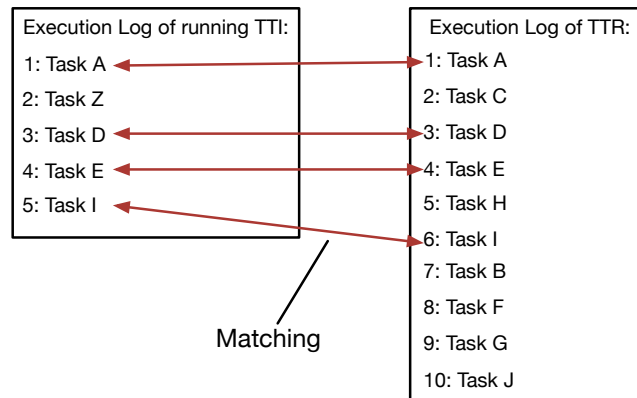 Execution Log of running TTI:
1: Task A
2: Task Z
3: Task D
4: Task E
5: Task I
Execution Log of TTR:
1: Task A
2: Task C
3: Task D
4: Task E
5: Task H
6: Task I
7: Task B
8: Task F
9: Task G
10: Task J
Matching